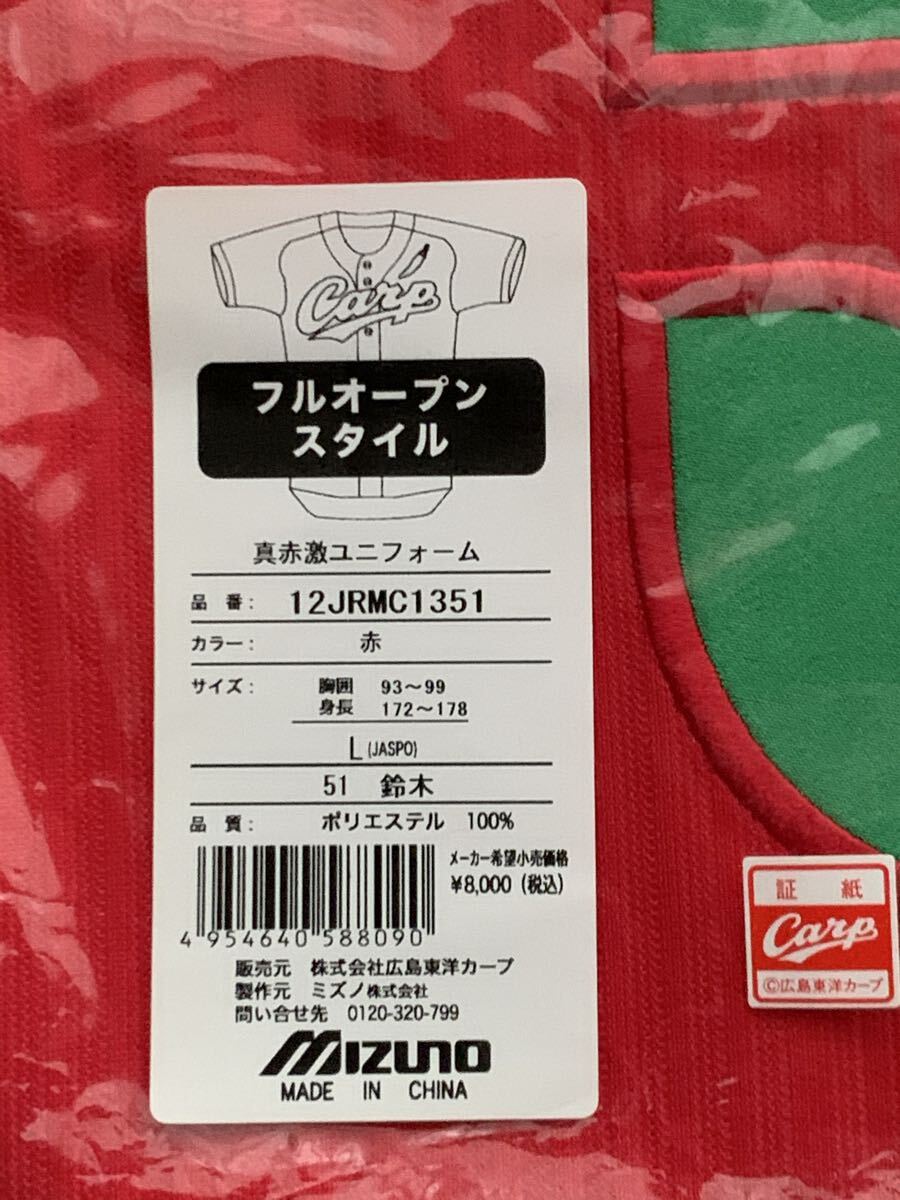 Carp
フルオープン
スタイル
真赤激ユニフォーム
品 番： 12JRMC1351
カラー： 赤
サイズ： 胸囲 93～99
身長 172～178
L (JASPO)
51 鈴木
品 質： ポリエステル 100%
メーカー希望小売価格
¥8,000（税込）
4 954640 588090
販売元 株式会社広島東洋カープ
製作元 ミズノ株式会社
問い合せ先 0120-320-799
MIZUNO
MADE IN CHINA
証 紙
Carp
©広島東洋カープ